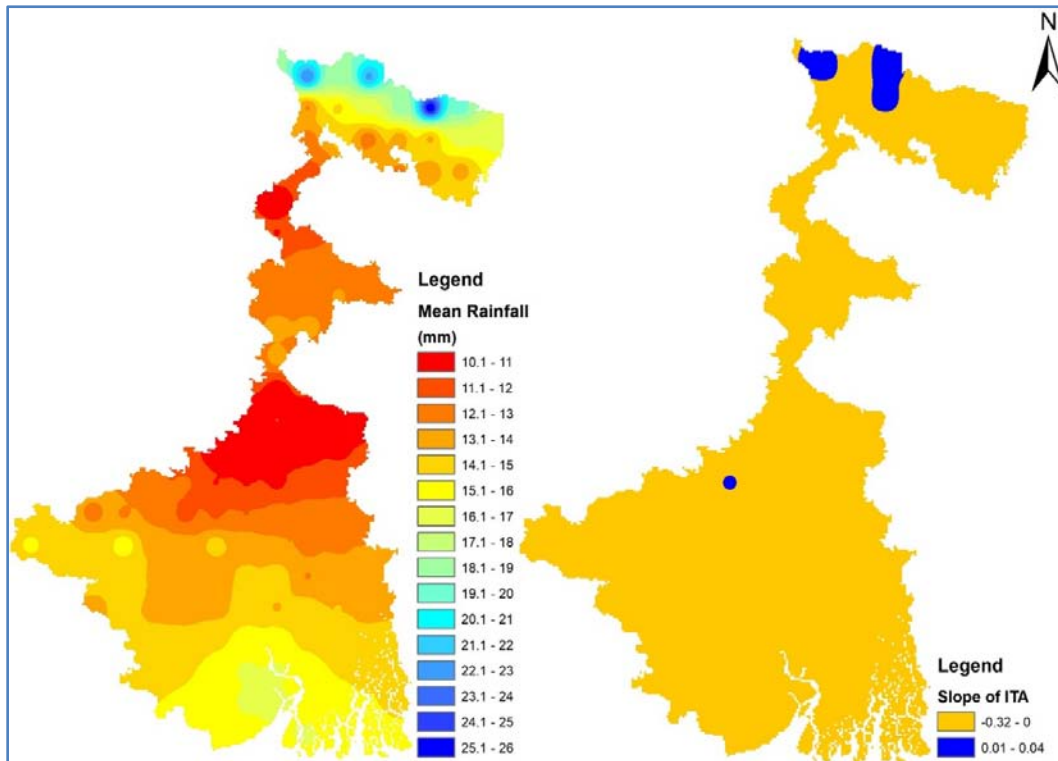 N
Legend
Mean Rainfall
(mm)
10.1 - 11
11.1 - 12
12.1 - 13
13.1 - 14
14.1 - 15
15.1 - 16
16.1 - 17
17.1 - 18
18.1 - 19
19.1 - 20
20.1 - 21
21.1 - 22
22.1 - 23
23.1 - 24
24.1 - 25
25.1 - 26
Legend
Slope of ITA
-0.32 - 0
0.01 - 0.04